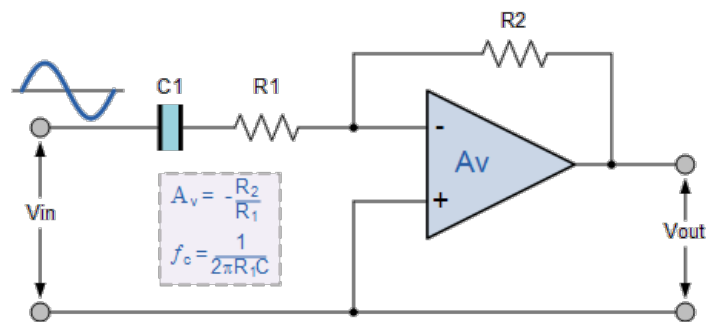 R2
C1
R1
-
Av
+
Vin
Av = -R2/R1
fc = 1/2πR1C
Vout